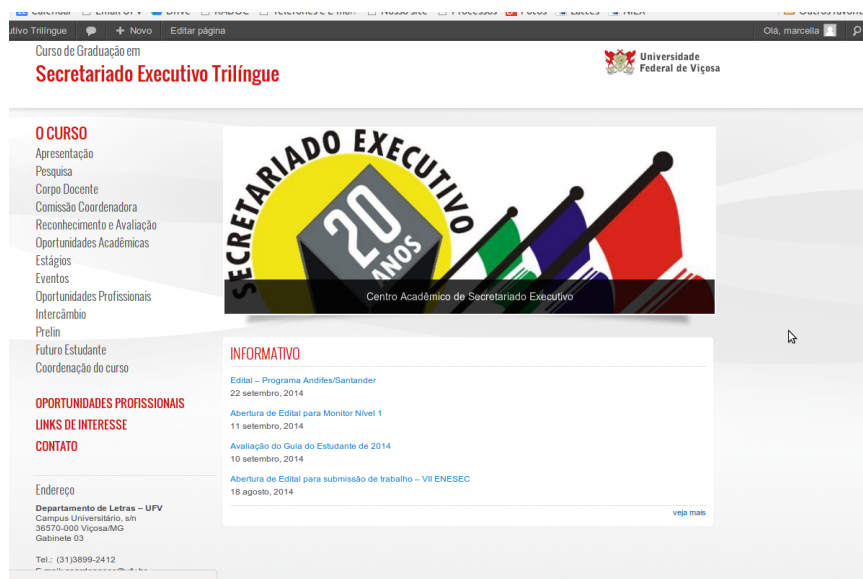 Calendar
Drive
Telefones e E-mail
Nosso site
Processos
NIEX
utivo Trilíngue
+ Novo
Editar página
Olá, marcella
Curso de Graduação em
Secretariado Executivo Trilíngue
Universidade
Federal de Viçosa
O CURSO
Apresentação
Pesquisa
Corpo Docente
Comissão Coordenadora
Reconhecimento e Avaliação
Oportunidades Acadêmicas
Estágios
Eventos
Oportunidades Profissionais
Intercâmbio
Prelin
Futuro Estudante
Coordenação do curso
OPORTUNIDADES PROFISSIONAIS
LINKS DE INTERESSE
CONTATO
Endereço
Departamento de Letras – UFV
Campus Universitário, s/n
36570-000 Viçosa/MG
Gabinete 03
Tel.: (31)3899-2412
SECRETARIADO EXECUTIVO
20
ANOS
Centro Acadêmico de Secretariado Executivo
INFORMATIVO
Edital – Programa Andifes/Santander
22 setembro, 2014
Abertura de Edital para Monitor Nível 1
11 setembro, 2014
Avaliação do Guia do Estudante de 2014
10 setembro, 2014
Abertura de Edital para submissão de trabalho – VII ENESEC
18 agosto, 2014
veja mais